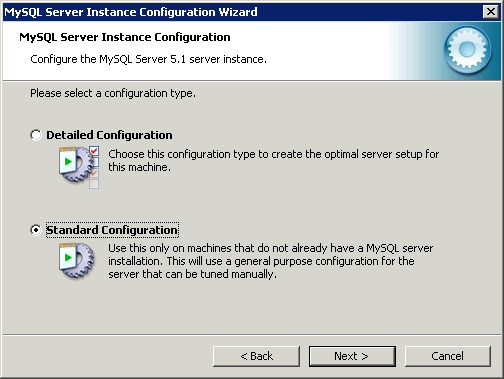 MySQL Server Instance Configuration Wizard
MySQL Server Instance Configuration
Configure the MySQL Server 5.1 server instance.
Please select a configuration type.
Detailed Configuration
Choose this configuration type to create the optimal server setup for
this machine.
Standard Configuration
Use this only on machines that do not already have a MySQL server
installation. This will use a general purpose configuration for the
server that can be tuned manually.
< Back
Next >
Cancel